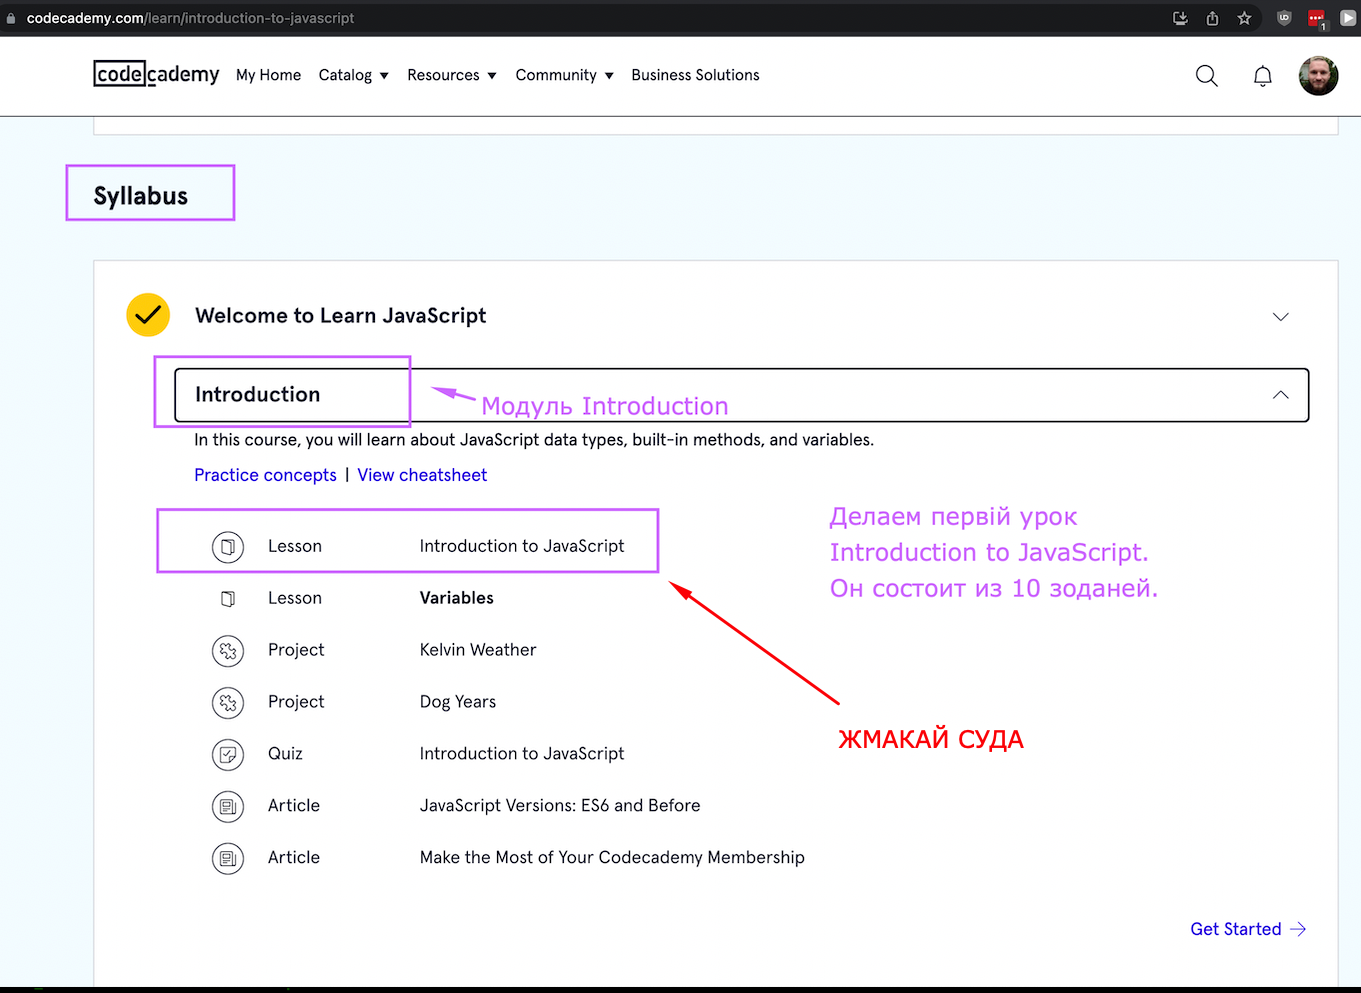 codecademy.com/learn/introduction-to-javascript
1
codecademy My Home Catalog Resources Community Business Solutions
Syllabus
Welcome to Learn JavaScript
Introduction
Модуль Introduction
In this course, you will learn about JavaScript data types, built-in methods, and variables.
Practice concepts | View cheatsheet
Делаем первій урок
Introduction to JavaScript.
Он состоит из 10 зоданей.
Lesson Introduction to JavaScript
Lesson Variables
Project Kelvin Weather
Project Dog Years
ЖМАКАЙ СУДА
Quiz Introduction to JavaScript
Article JavaScript Versions: ES6 and Before
Article Make the Most of Your Codecademy Membership
Get Started